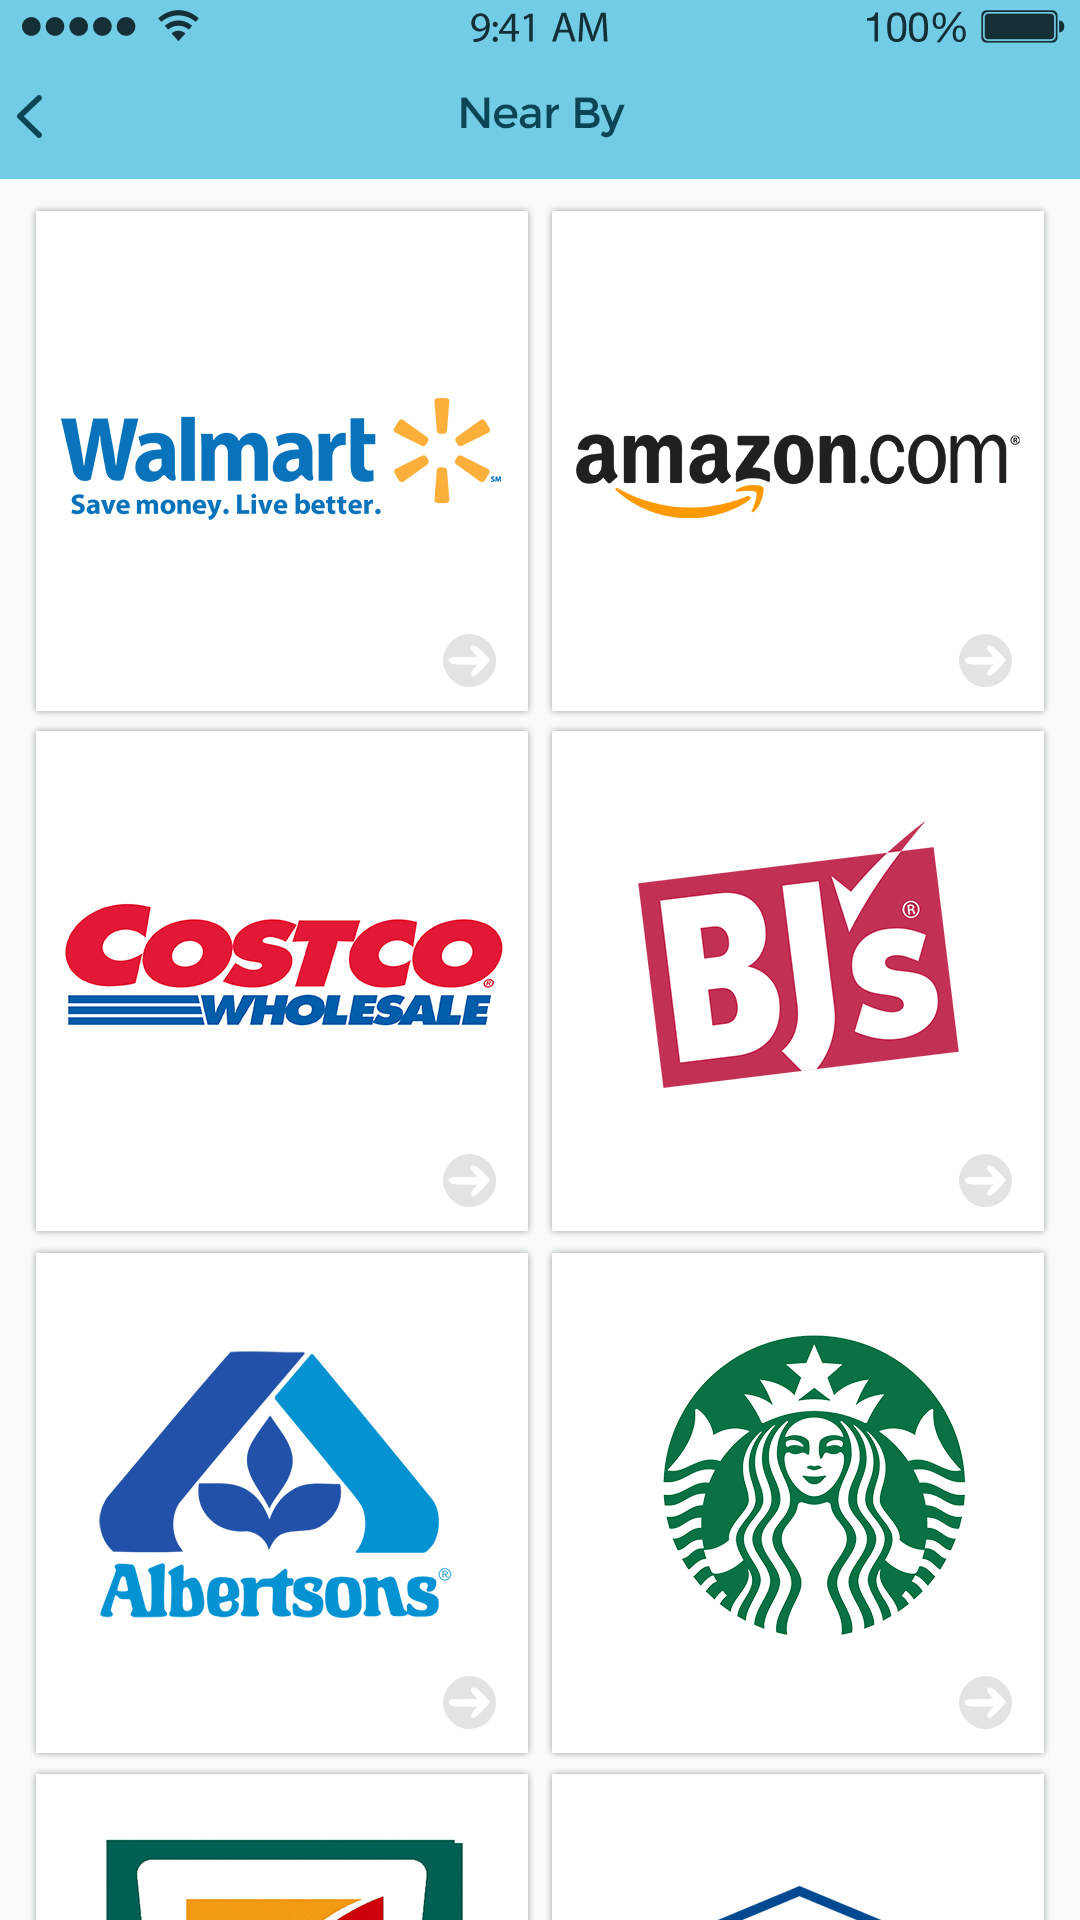 9:41 AM
100%
Near By
Walmart
SM
Save money. Live better.
amazon.com®
COSTCO®
WHOLESALE
BJ's®
Albertsons®